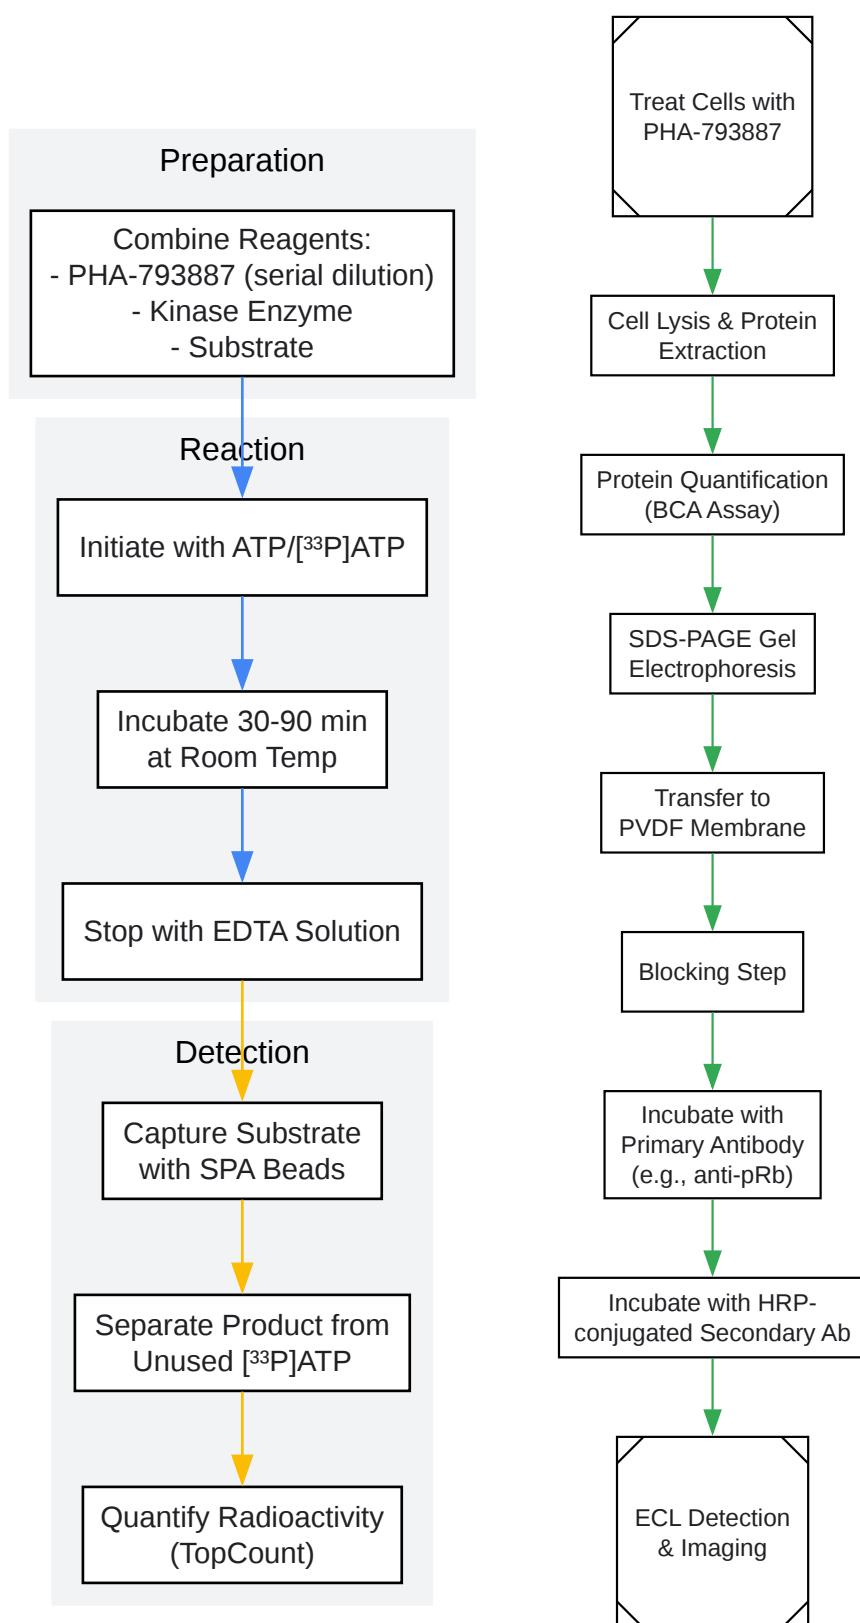 Preparation
Combine Reagents:
- PHA-793887 (serial dilution)
- Kinase Enzyme
- Substrate
Reaction
Initiate with ATP/[³³P]ATP
Incubate 30-90 min
at Room Temp
Stop with EDTA Solution
Detection
Capture Substrate
with SPA Beads
Separate Product from
Unused [³³P]ATP
Quantify Radioactivity
(TopCount)
Treat Cells with
PHA-793887
Cell Lysis & Protein
Extraction
Protein Quantification
(BCA Assay)
SDS-PAGE Gel
Electrophoresis
Transfer to
PVDF Membrane
Blocking Step
Incubate with
Primary Antibody
(e.g., anti-pRb)
Incubate with HRP-
conjugated Secondary Ab
ECL Detection
& Imaging